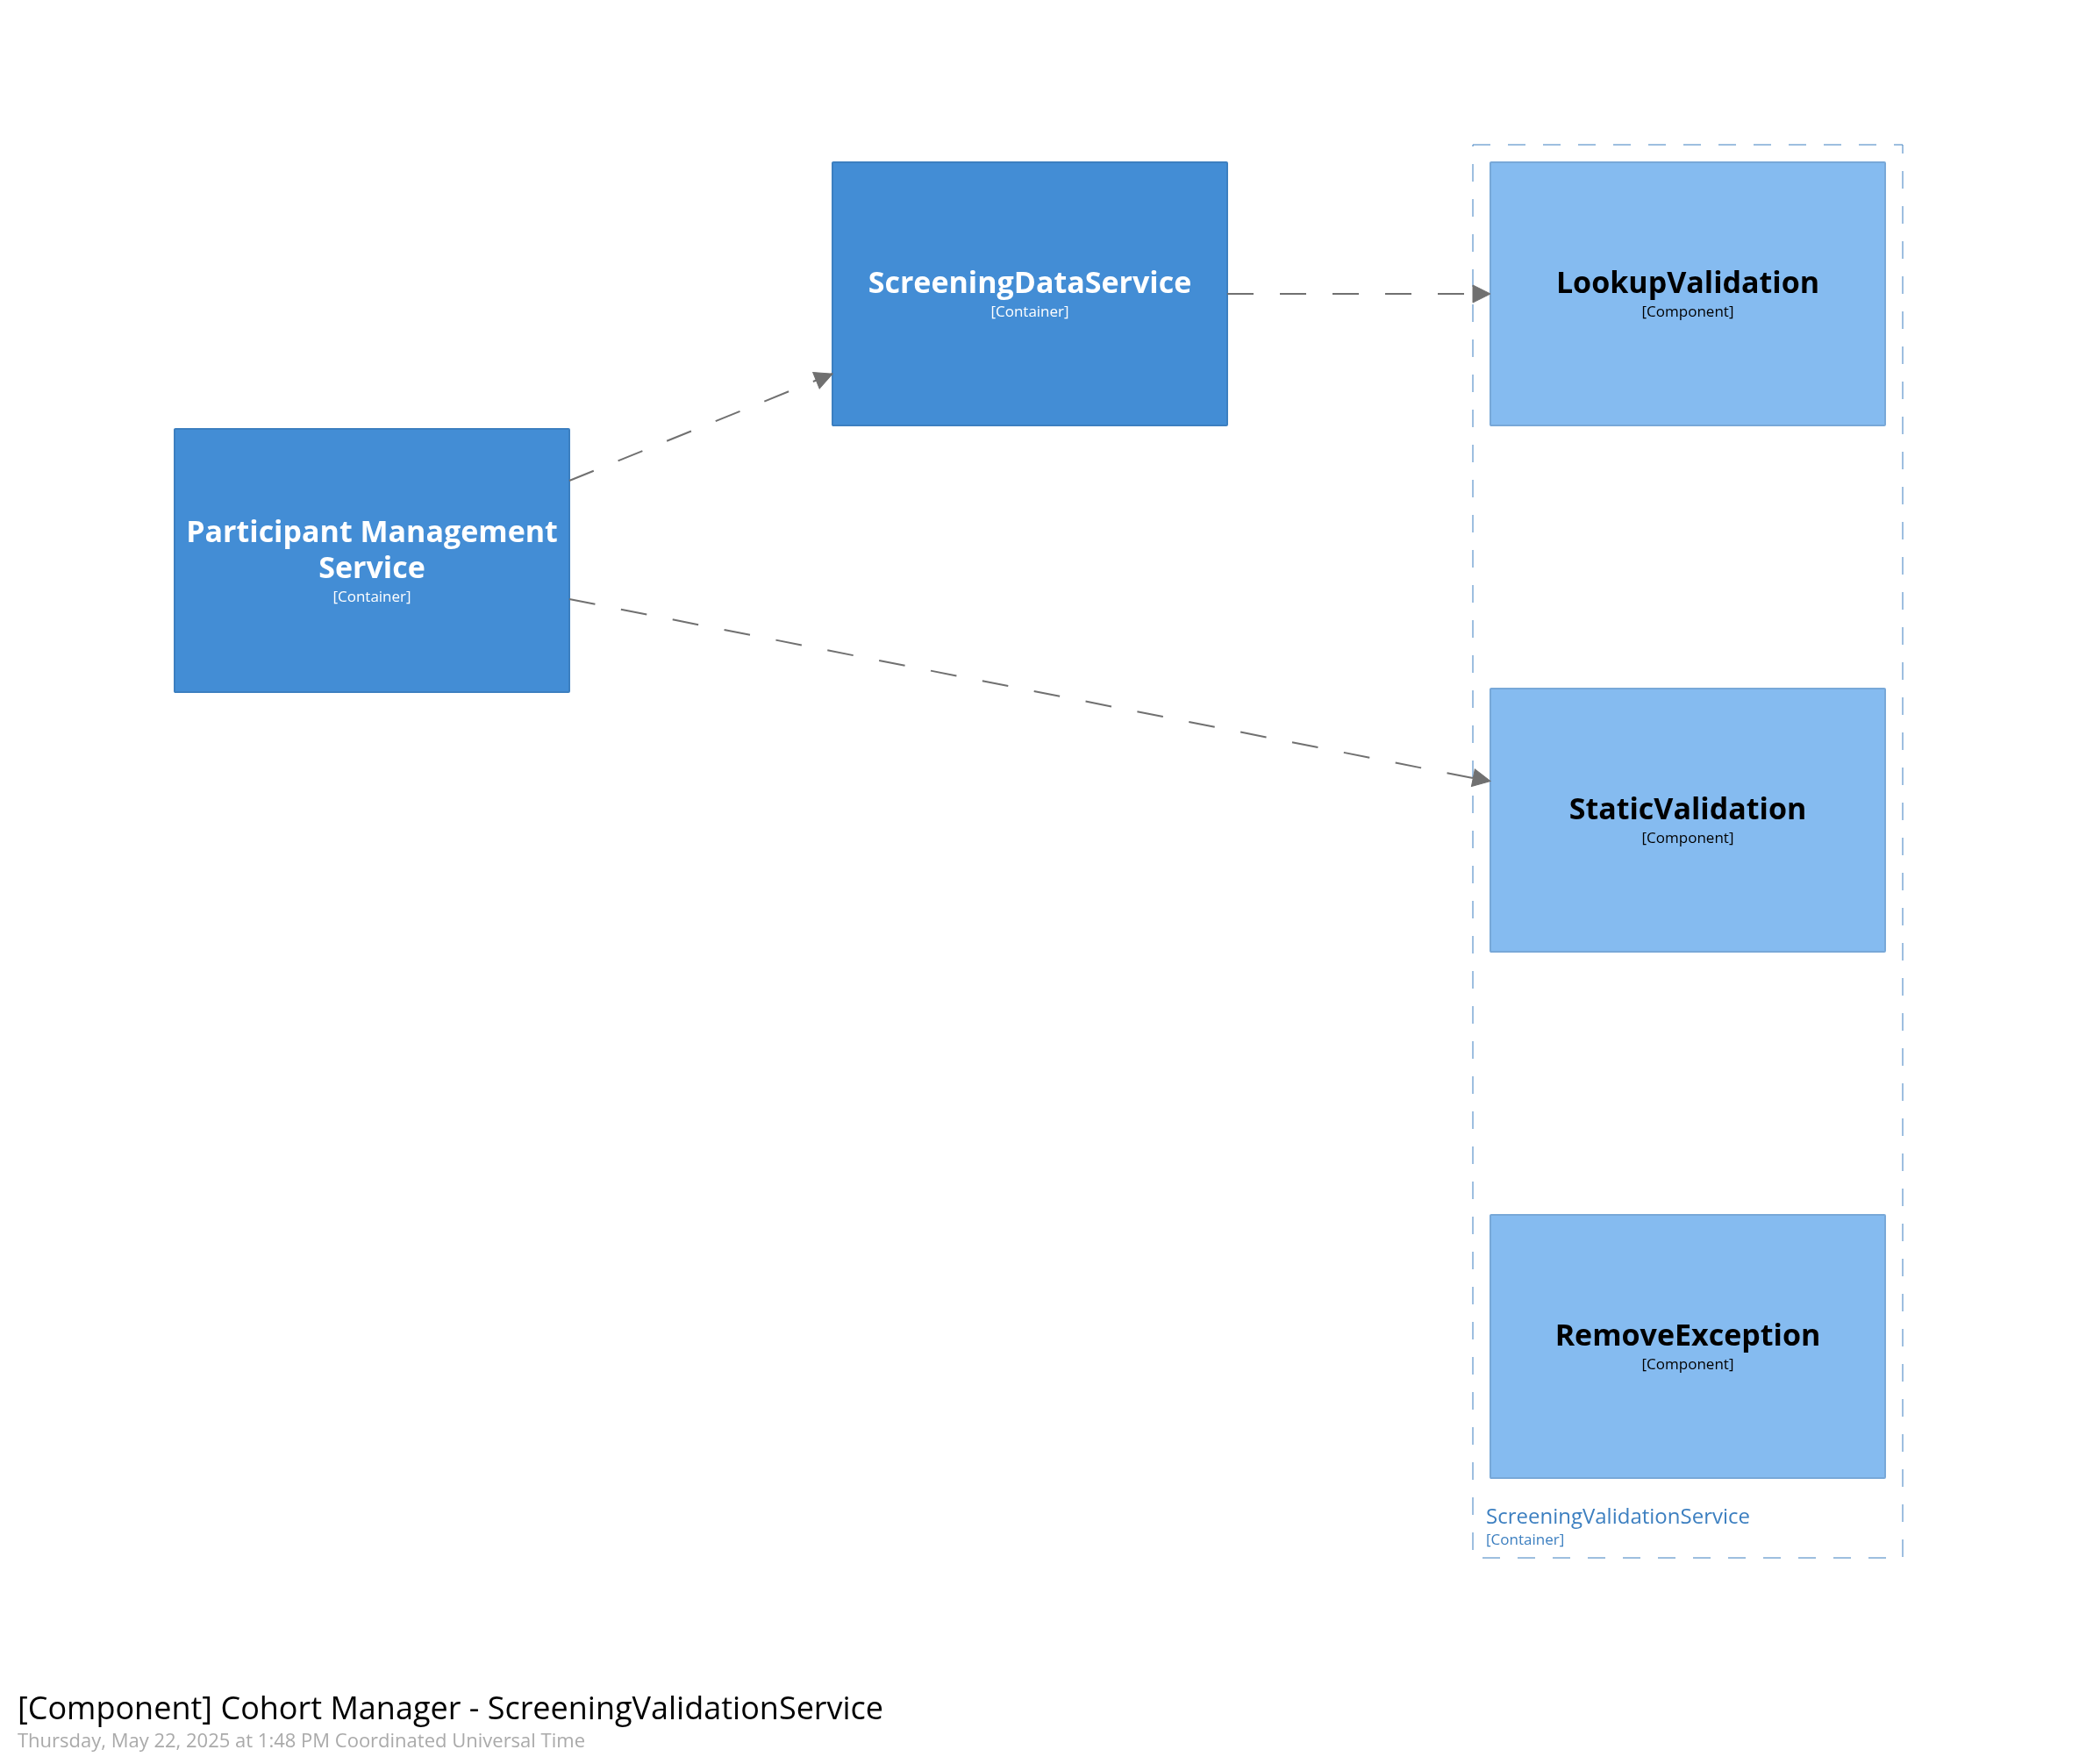 ScreeningDataService
[Container]
LookupValidation
[Component]
Participant Management
Service
[Container]
StaticValidation
[Component]
RemoveException
[Component]
ScreeningValidationService
[Container]
[Component] Cohort Manager - ScreeningValidationService
Thursday, May 22, 2025 at 1:48 PM Coordinated Universal Time